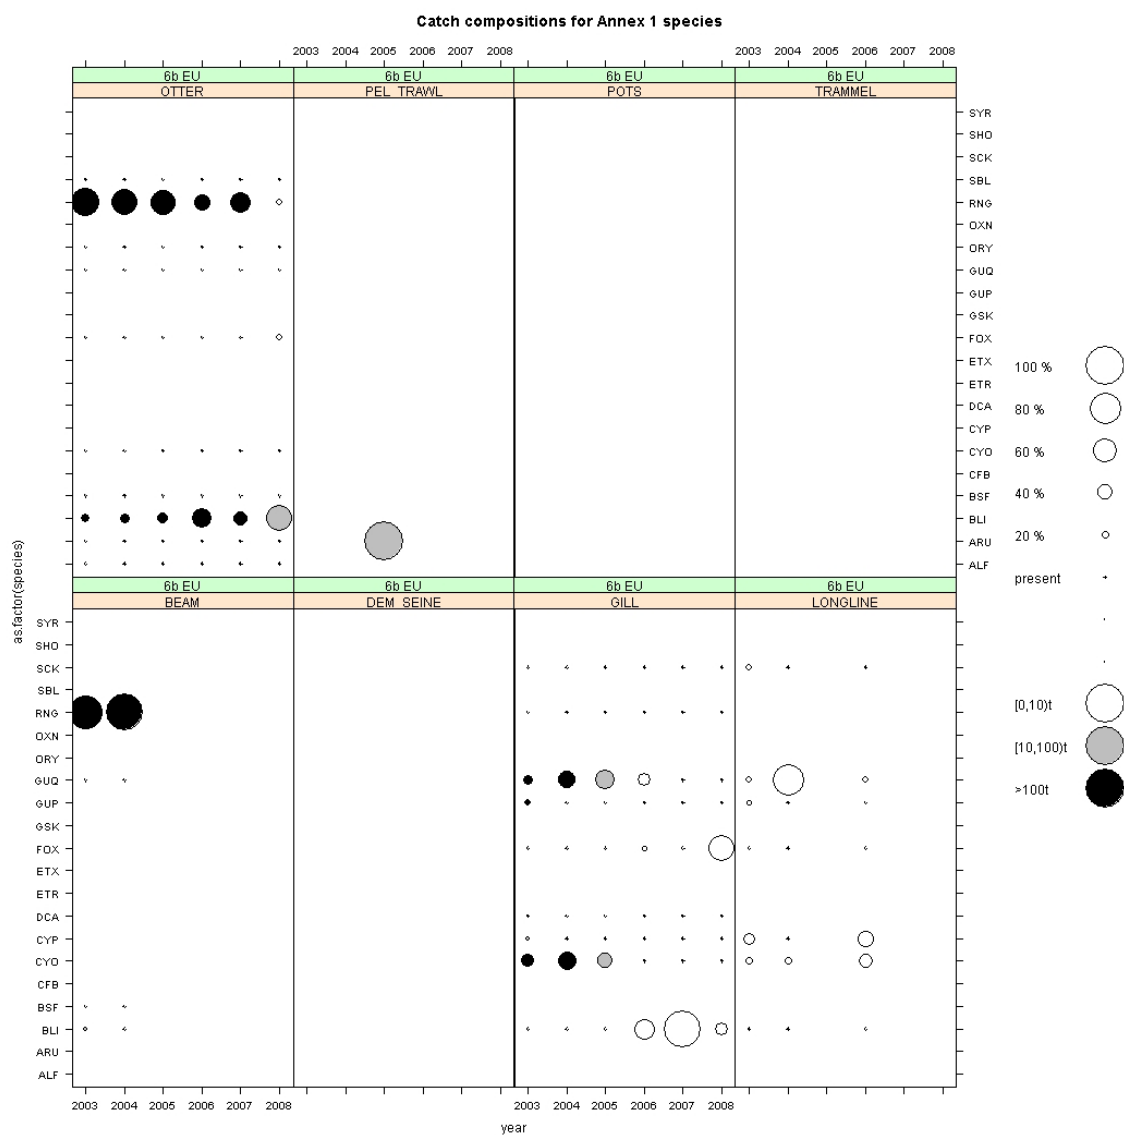 Catch compositions for Annex 1 species
2003 2004 2005 2006 2007 2008 2003 2004 2005 2006 2007 2008
6b EU 6b EU 6b EU 6b EU
OTTER PEL TRAWL POTS TRAMMEL
SYR
SHO
SCK
SBL
RNG
OXN
ORY
GUQ
GUP
GSK
FOX
ETX
ETR
DCA
CYP
CYO
CFB
BSF
BLI
ARU
ALF
100 %
80 %
60 %
40 %
20 %
present
[0,10)t
[10,100)t
>100t
as.factor(species)
6b EU 6b EU 6b EU 6b EU
BEAM DEM SEINE GILL LONGLINE
SYR
SHO
SCK
SBL
RNG
OXN
ORY
GUQ
GUP
GSK
FOX
ETX
ETR
DCA
CYP
CYO
CFB
BSF
BLI
ARU
ALF
2003 2004 2005 2006 2007 2008 2003 2004 2005 2006 2007 2008
year